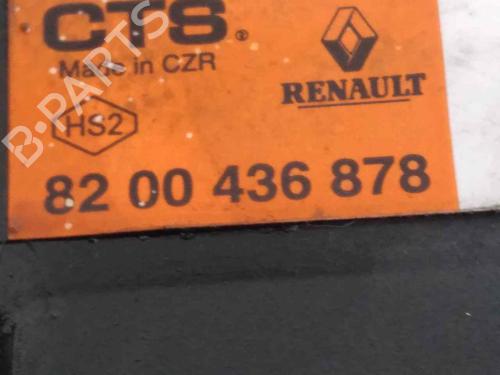 CTS®
Made in CZR
RENAULT
HS2
82 00 436 878
B-PARTS